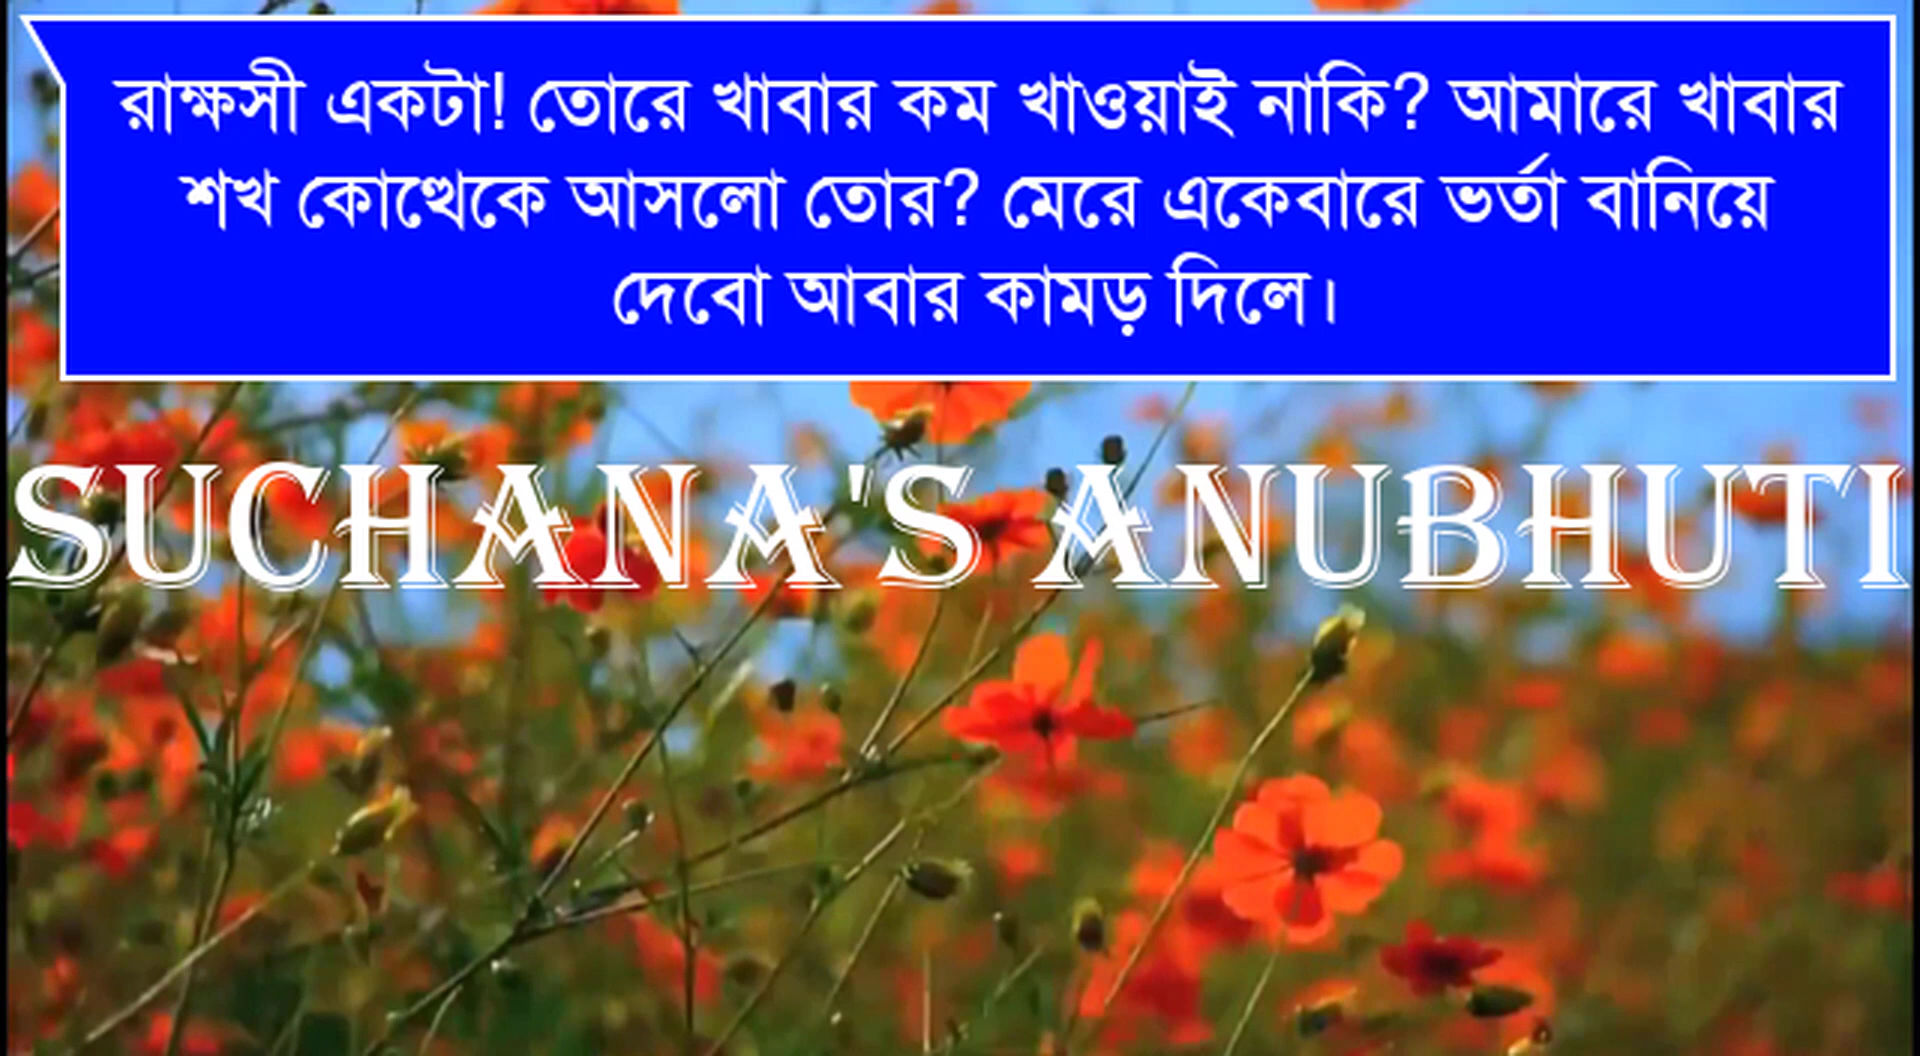 রাক্ষসী একটা! তোরে খাবার কম খাওয়াই নাকি? আমারে খাবার
শখ কোত্থেকে আসলো তোর? মেরে একেবারে ভর্তা বানিয়ে
দেবো আবার কামড় দিলে।
SUCHANA'S ANUBHUTI